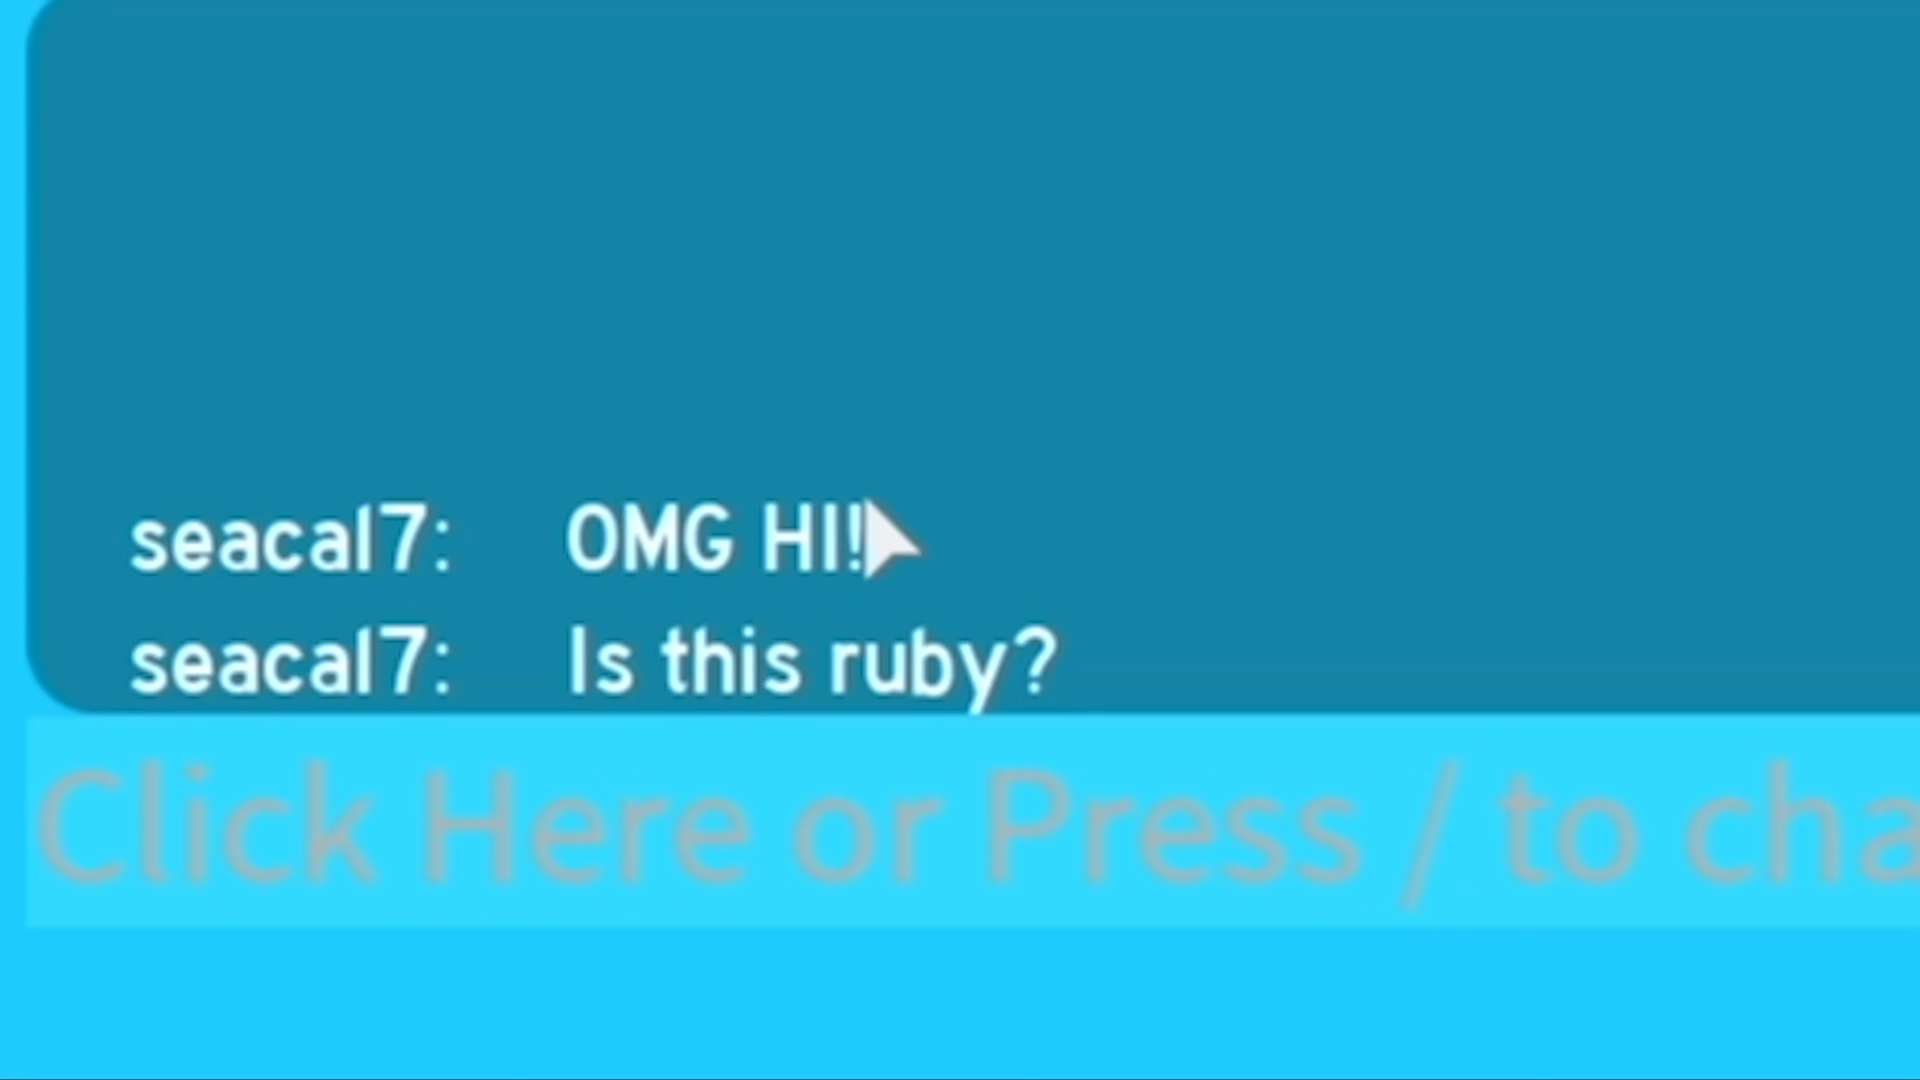 seacal7: OMG HI!
seacal7: Is this ruby?
Click Here or Press / to cha